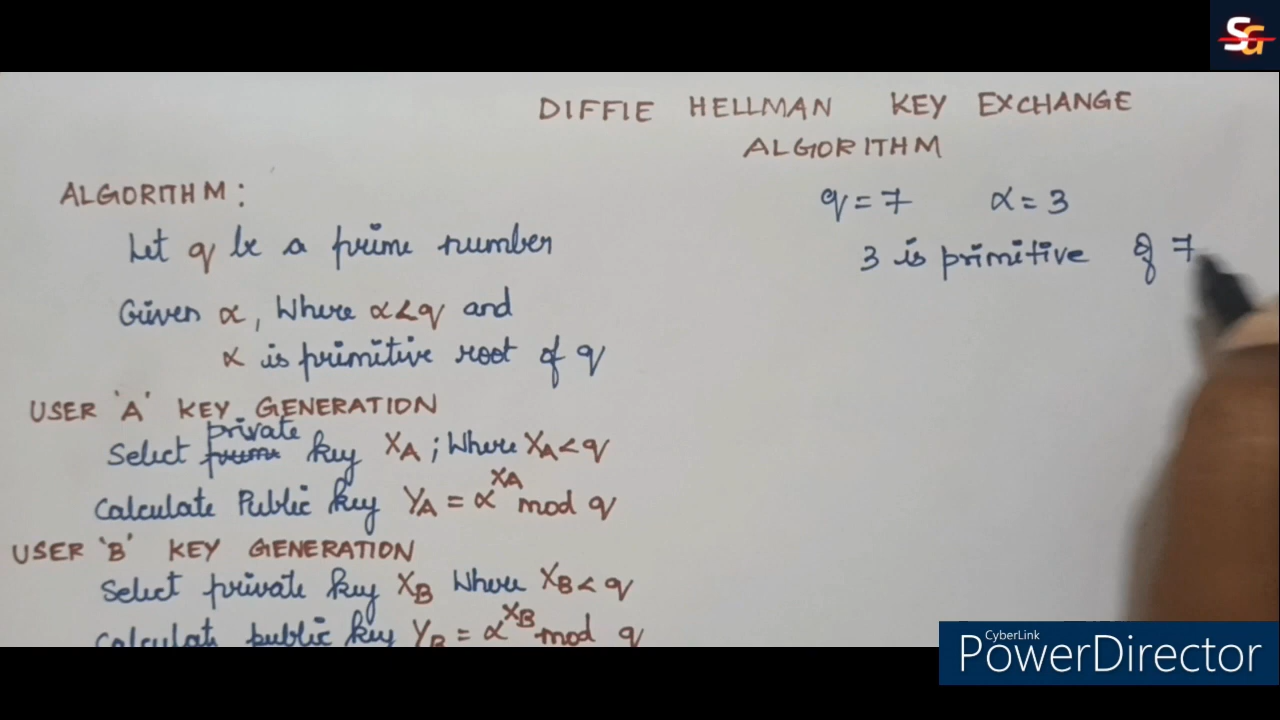 SG
DIFFIE HELLMAN KEY EXCHANGE
ALGORITHM
ALGORITHM:
Let q be a prime number
Given α, Where α<q and
α is primitive root of q
USER 'A' KEY GENERATION
private
Select key XA ; Where XA<q
Calculate Public key YA = α^XA mod q
USER 'B' KEY GENERATION
Select private key XB Where XB<q
Calculate public key YB = α^XB mod q
q = 7 α = 3
3 is primitive of 7
CyberLink
PowerDirector